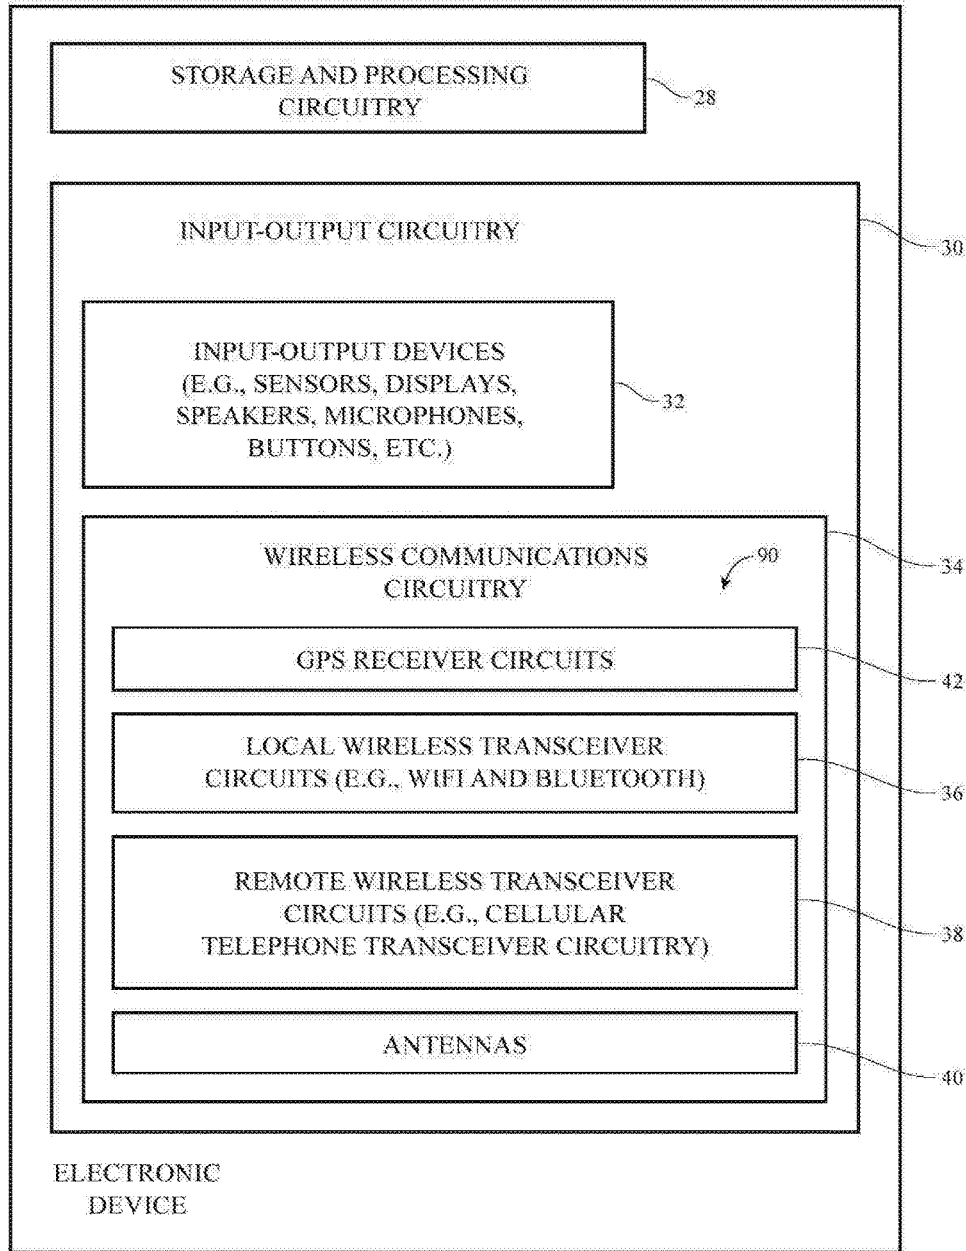 STORAGE AND PROCESSING
CIRCUITRY
28
INPUT-OUTPUT CIRCUITRY
30
INPUT-OUTPUT DEVICES
(E.G., SENSORS, DISPLAYS,
SPEAKERS, MICROPHONES,
BUTTONS, ETC.)
32
WIRELESS COMMUNICATIONS
CIRCUITRY
90
34
GPS RECEIVER CIRCUITS
42
LOCAL WIRELESS TRANSCEIVER
CIRCUITS (E.G., WIFI AND BLUETOOTH)
36
REMOTE WIRELESS TRANSCEIVER
CIRCUITS (E.G., CELLULAR
TELEPHONE TRANSCEIVER CIRCUITRY)
38
ANTENNAS
40
ELECTRONIC
DEVICE